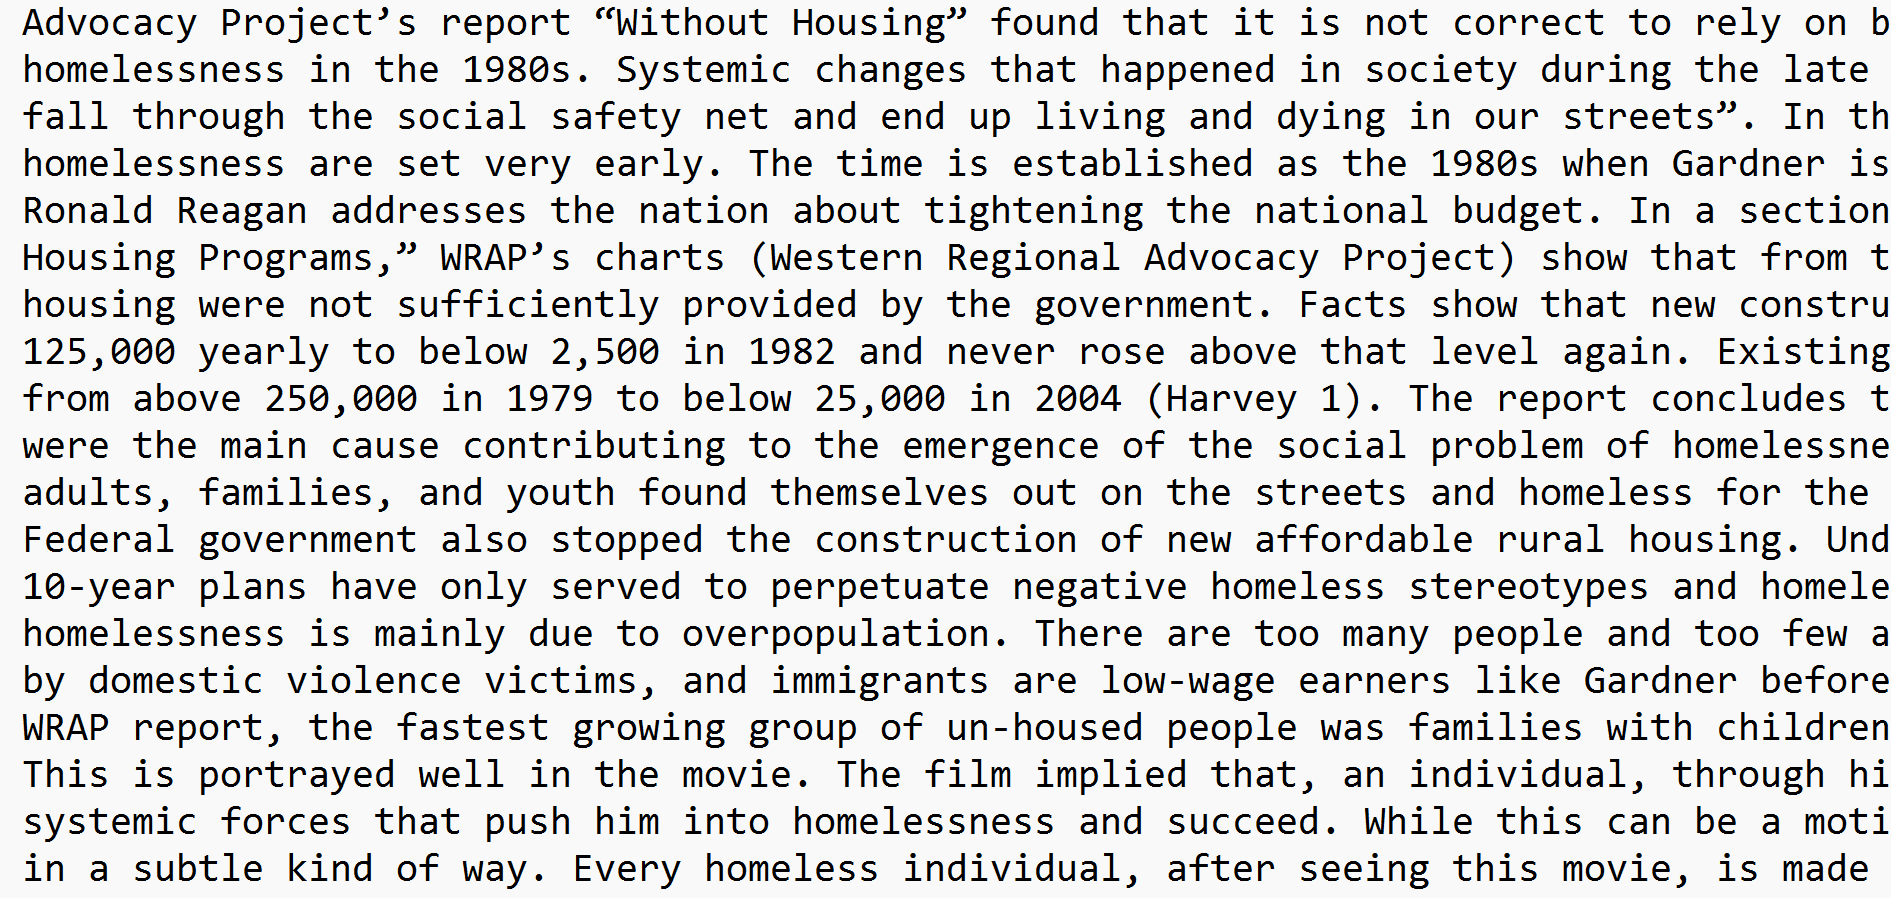 Advocacy Project’s report “Without Housing” found that it is not correct to rely on b
homelessness in the 1980s. Systemic changes that happened in society during the late
fall through the social safety net and end up living and dying in our streets”. In th
homelessness are set very early. The time is established as the 1980s when Gardner is
Ronald Reagan addresses the nation about tightening the national budget. In a section
Housing Programs,” WRAP’s charts (Western Regional Advocacy Project) show that from t
housing were not sufficiently provided by the government. Facts show that new constru
125,000 yearly to below 2,500 in 1982 and never rose above that level again. Existing
from above 250,000 in 1979 to below 25,000 in 2004 (Harvey 1). The report concludes t
were the main cause contributing to the emergence of the social problem of homelessne
adults, families, and youth found themselves out on the streets and homeless for the
Federal government also stopped the construction of new affordable rural housing. Und
10-year plans have only served to perpetuate negative homeless stereotypes and homele
homelessness is mainly due to overpopulation. There are too many people and too few a
by domestic violence victims, and immigrants are low-wage earners like Gardner before
WRAP report, the fastest growing group of un-housed people was families with children
This is portrayed well in the movie. The film implied that, an individual, through hi
systemic forces that push him into homelessness and succeed. While this can be a moti
in a subtle kind of way. Every homeless individual, after seeing this movie, is made